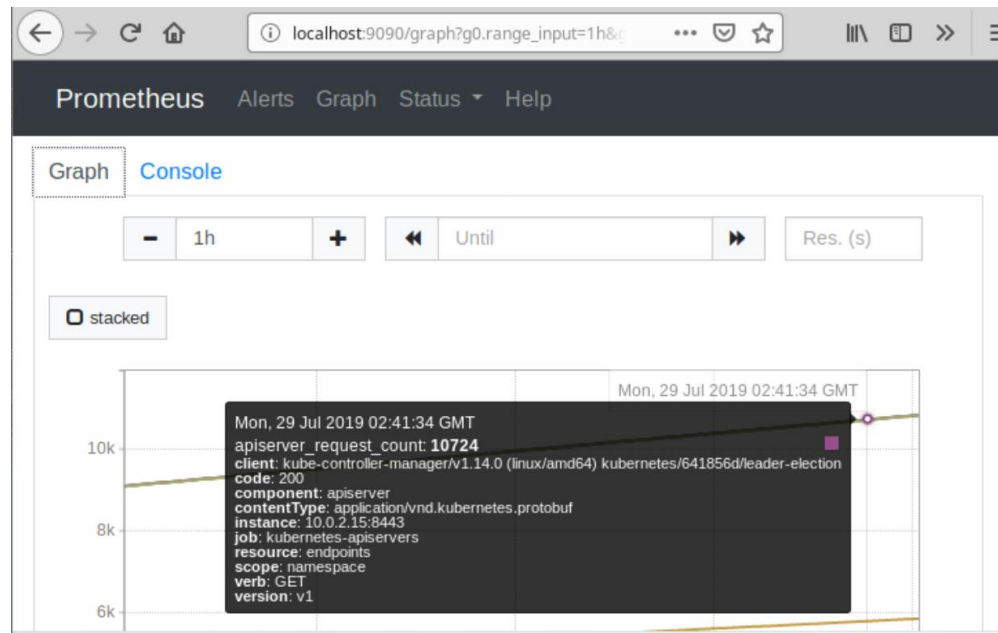 localhost:9090/graph?g0.range_input=1h&g
Prometheus Alerts Graph Status Help
Graph Console
1h Until Res. (s)
stacked
Mon, 29 Jul 2019 02:41:34 GMT
Mon, 29 Jul 2019 02:41:34 GMT
apiserver_request_count: 10724
client: kube-controller-manager/v1.14.0 (linux/amd64) kubernetes/641856d/leader-election
code: 200
component: apiserver
contentType: application/vnd.kubernetes.protobuf
instance: 10.0.2.15:8443
job: kubernetes-apiservers
resource: endpoints
scope: namespace
verb: GET
version: v1
10k
8k
6k